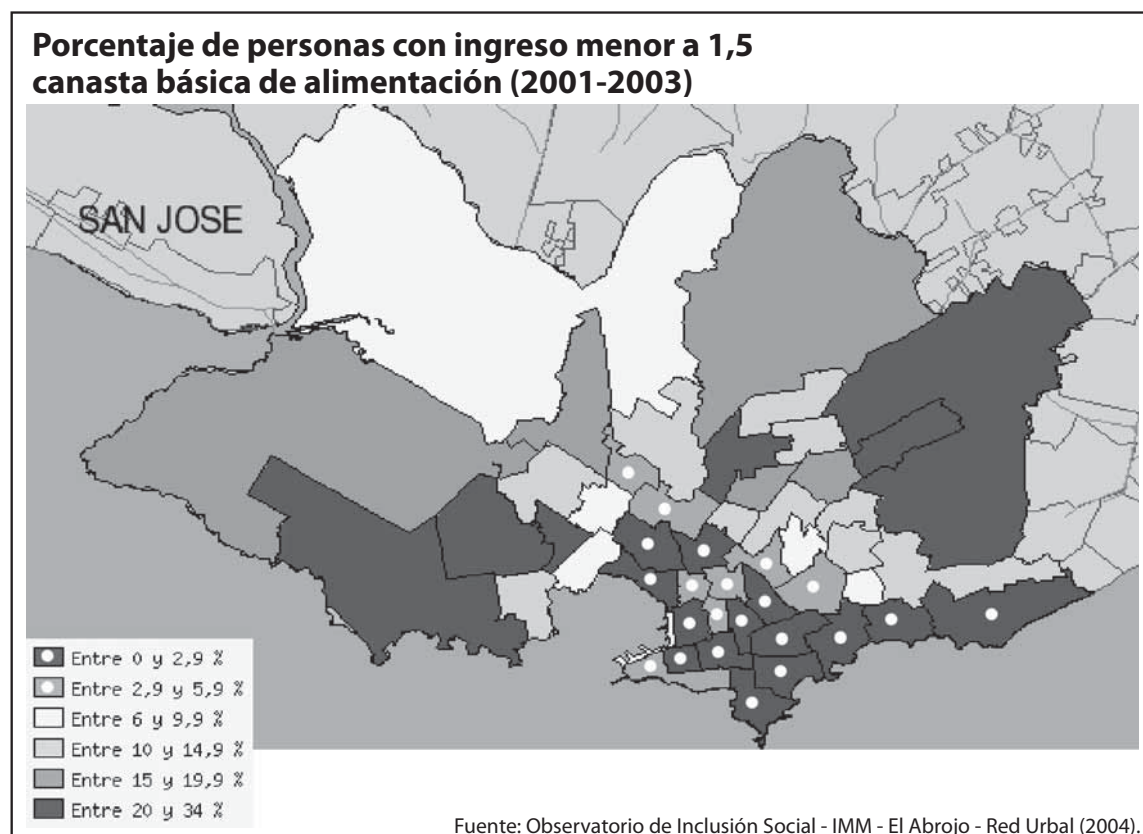 Porcentaje de personas con ingreso menor a 1,5
canasta básica de alimentación (2001-2003)
SAN JOSE
Entre 0 y 2,9 %
Entre 2,9 y 5,9 %
Entre 6 y 9,9 %
Entre 10 y 14,9 %
Entre 15 y 19,9 %
Entre 20 y 34 %
Fuente: Observatorio de Inclusión Social - IMM - El Abrojo - Red Urbal (2004).